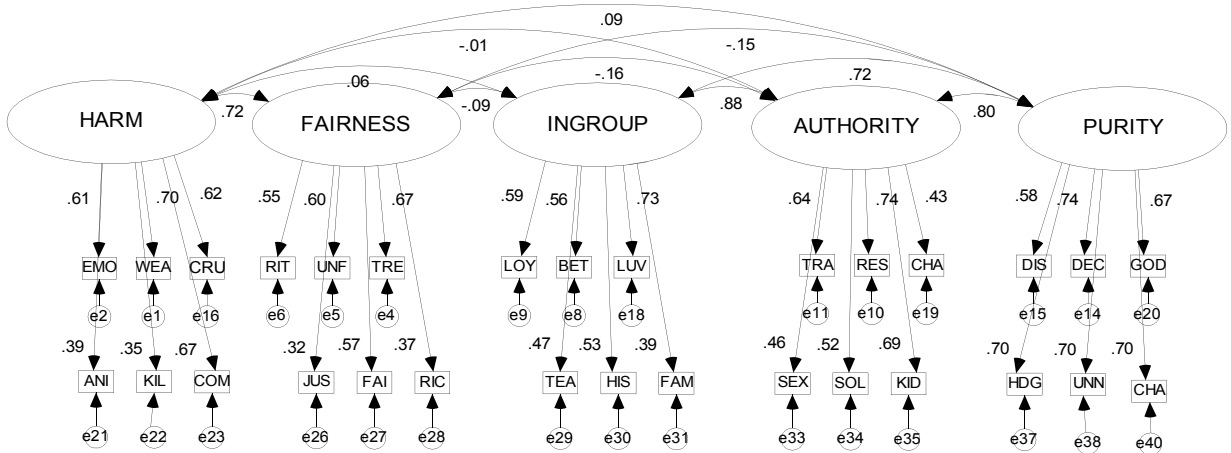 .09
-.01 -.15
.06 -.16 .72
.72 -.09 .88 .80
HARM FAIRNESS INGROUP AUTHORITY PURITY
.61 .70 .62 .55 .60 .67 .59 .56 .73 .64 .74 .43 .58 .74 .67
EMO WEA CRU RIT UNF TRE LOY BET LUV TRA RES CHA DIS DEC GOD
e2 e1 e16 e6 e5 e4 e9 e8 e18 e11 e10 e19 e15 e14 e20
.39 .35 .67 .32 .57 .37 .47 .53 .39 .46 .52 .69 .70 .70 .70
ANI KIL COM JUS FAI RIC TEA HIS FAM SEX SOL KID HDG UNN CHA
e21 e22 e23 e26 e27 e28 e29 e30 e31 e33 e34 e35 e37 e38 e40